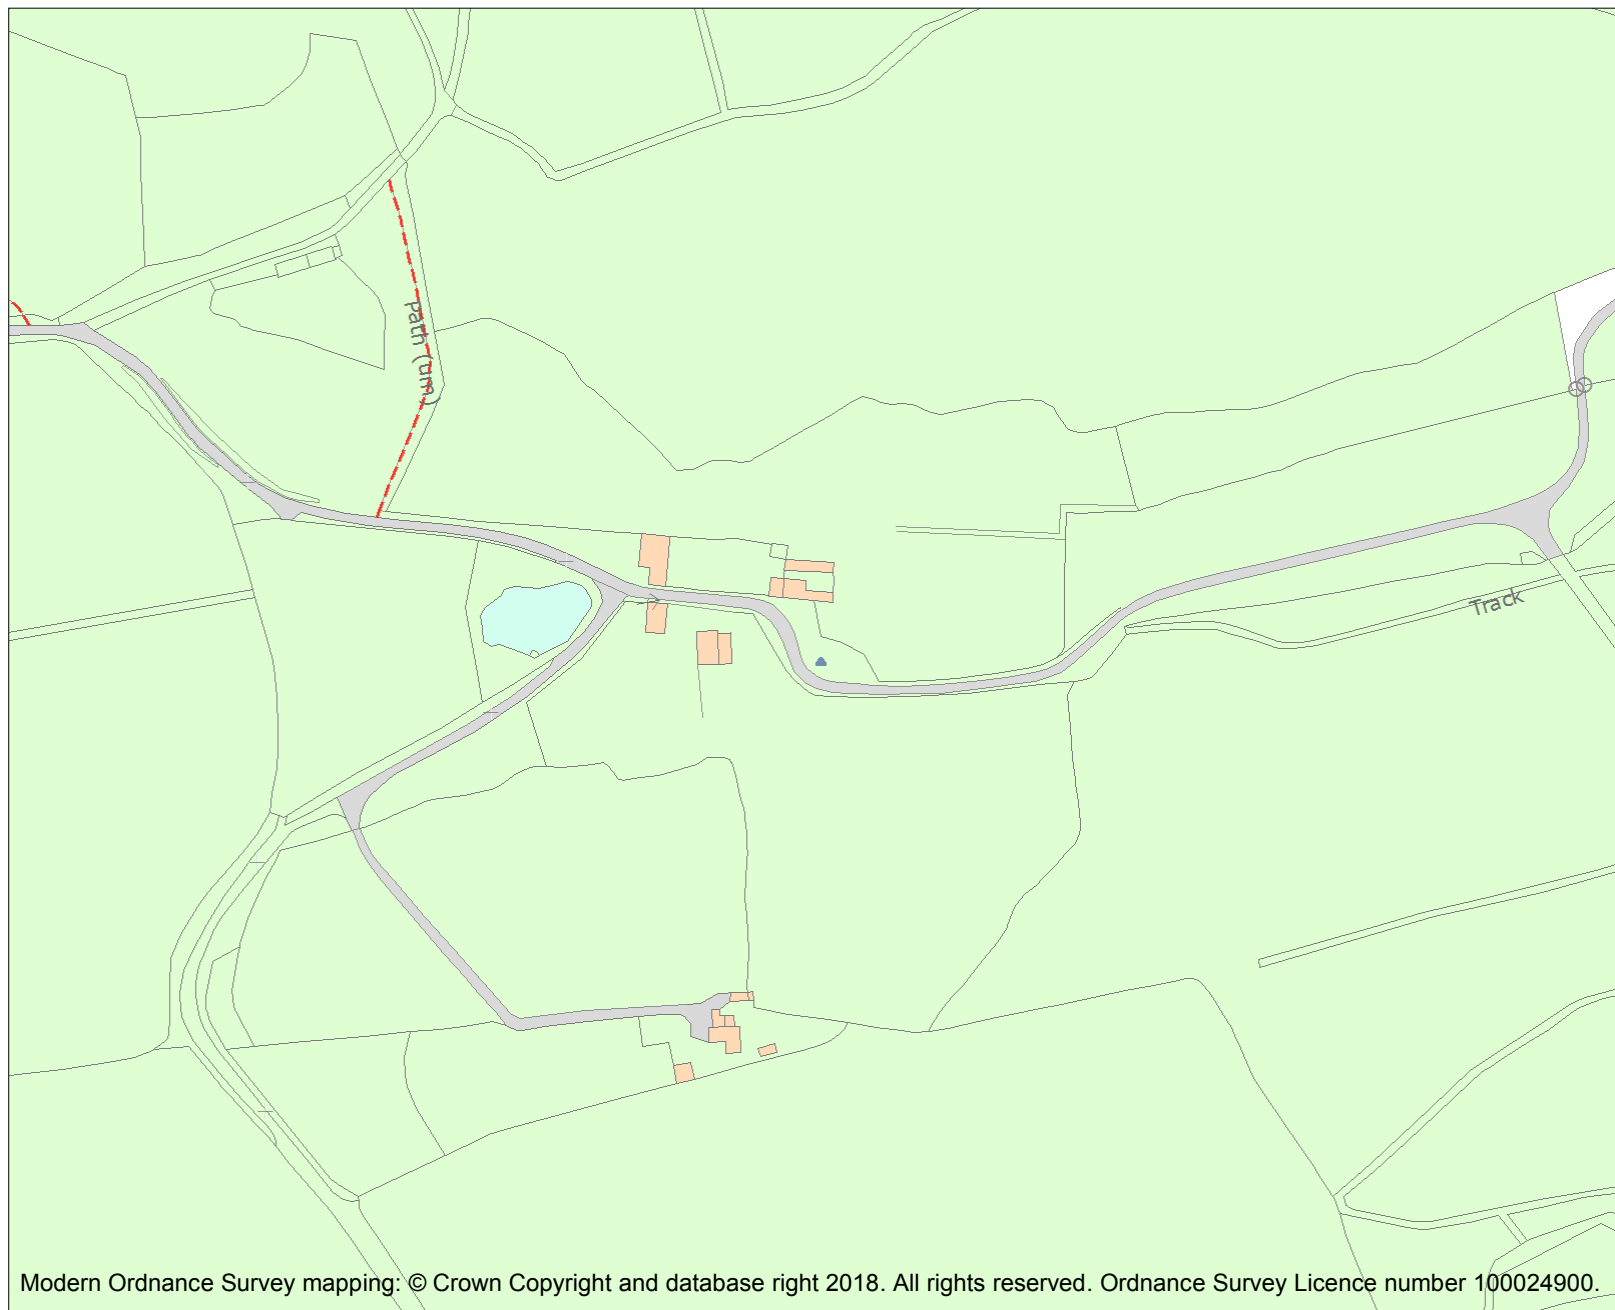 Path (um)
Track
Modern Ordnance Survey mapping: © Crown Copyright and database right 2018. All rights reserved. Ordnance Survey Licence number 100024900.